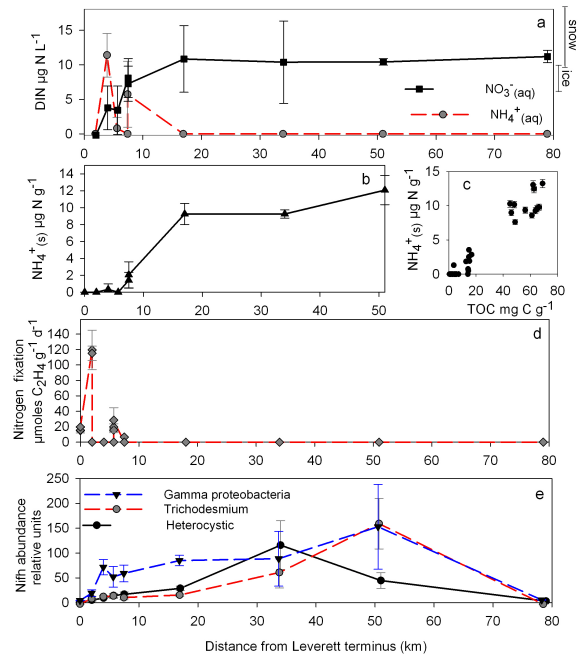 a
snow
ice
DIN µg N L⁻¹
15
10
5
0
NO₃⁻(aq)
NH₄⁺(aq)
0 10 20 30 40 50 60 70 80
b
NH₄⁺(s) µg N g⁻¹
14
12
10
8
6
4
2
0
0 10 20 30 40 50
c
NH₄⁺(s) µg N g⁻¹
15
10
5
0
0 20 40 60 80
TOC mg C g⁻¹
d
Nitrogen fixation
µmoles C₂H₄ g⁻¹ d⁻¹
140
120
100
80
60
40
20
0
0 10 20 30 40 50 60 70 80
e
Nifh abundance
relative units
250
200
150
100
50
0
Gamma proteobacteria
Trichodesmium
Heterocystic
0 10 20 30 40 50 60 70 80
Distance from Leverett terminus (km)